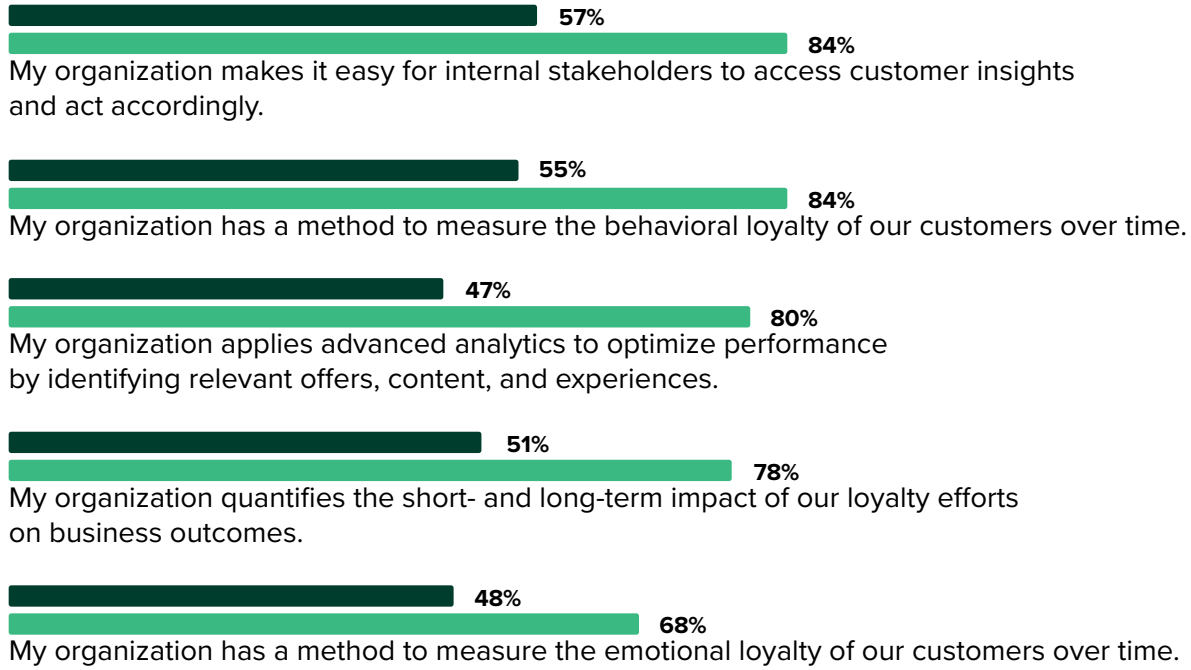 57%
84%
My organization makes it easy for internal stakeholders to access customer insights
and act accordingly.
55%
84%
My organization has a method to measure the behavioral loyalty of our customers over time.
47%
80%
My organization applies advanced analytics to optimize performance
by identifying relevant offers, content, and experiences.
51%
78%
My organization quantifies the short- and long-term impact of our loyalty efforts
on business outcomes.
48%
68%
My organization has a method to measure the emotional loyalty of our customers over time.